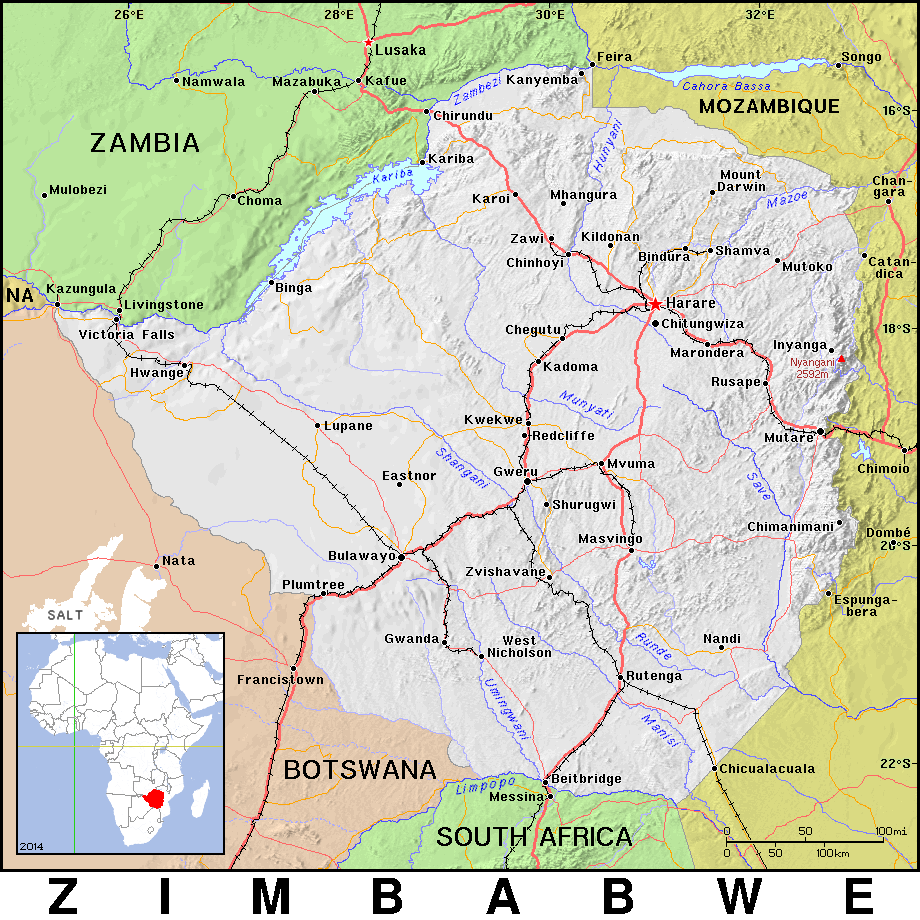 26°E
28°E
30°E
32°E
Lusaka
Feira
Songo
Namwala
Mazabuka
Kafue
Kanyemba
Zambezi
Cahora Bassa
MOZAMBIQUE
16°S
Chirundu
ZAMBIA
Hunyani
Kariba
Kariba
Mulobezi
Choma
Karoi
Mhangura
Mount
Darwin
Mazoe
Chan-
gara
Zawi
Kildonan
Chinhoyi
Bindura
Shamva
Mutoko
Catan-
dica
Binga
NA
Kazungula
Livingstone
Harare
Victoria Falls
Chegutu
Chitungwiza
18°S
Marondera
Inyanga
Nyangani
2592m
Hwange
Kadoma
Rusape
Munyati
Lupane
Kwekwe
Redcliffe
Mutare
Shangani
Gweru
Mvuma
Chimoio
Eastnor
Save
Shurugwi
Chimanimani
Dombé
20°S
Masvingo
Bulawayo
Nata
Zvishavane
Plumtree
Espunga-
bera
SALT
Gwanda
West
Nicholson
Runde
Nandi
Francistown
Rutenga
Umingwani
Manisi
BOTSWANA
Chicualacuala
22°S
Limpopo
Beitbridge
Messina
SOUTH AFRICA
0 50 100mi
0 50 100km
2014
Z I M B A B W E